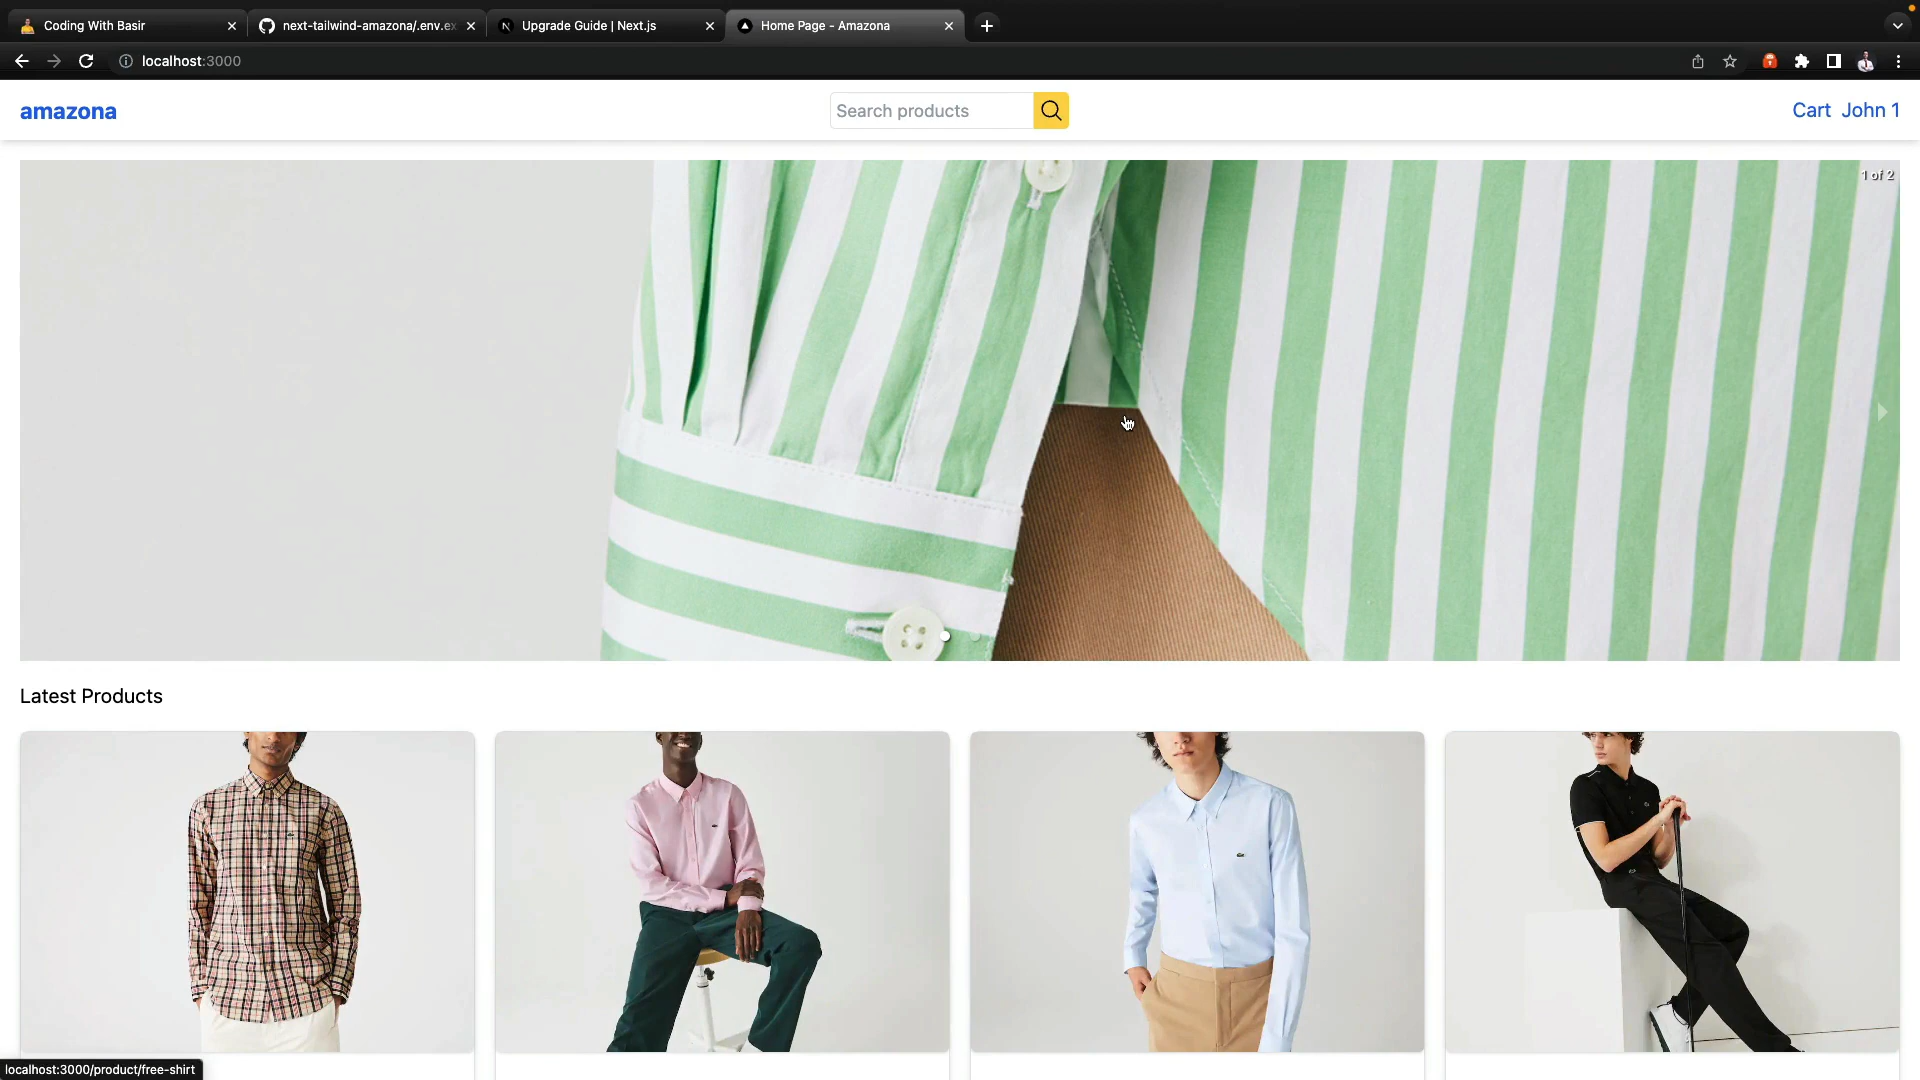 Coding With Basir
next-tailwind-amazona/.env.ex
Upgrade Guide | Next.js
Home Page - Amazona
localhost:3000
amazona
Search products
Cart John 1
1 of 2
Latest Products
localhost:3000/product/free-shirt